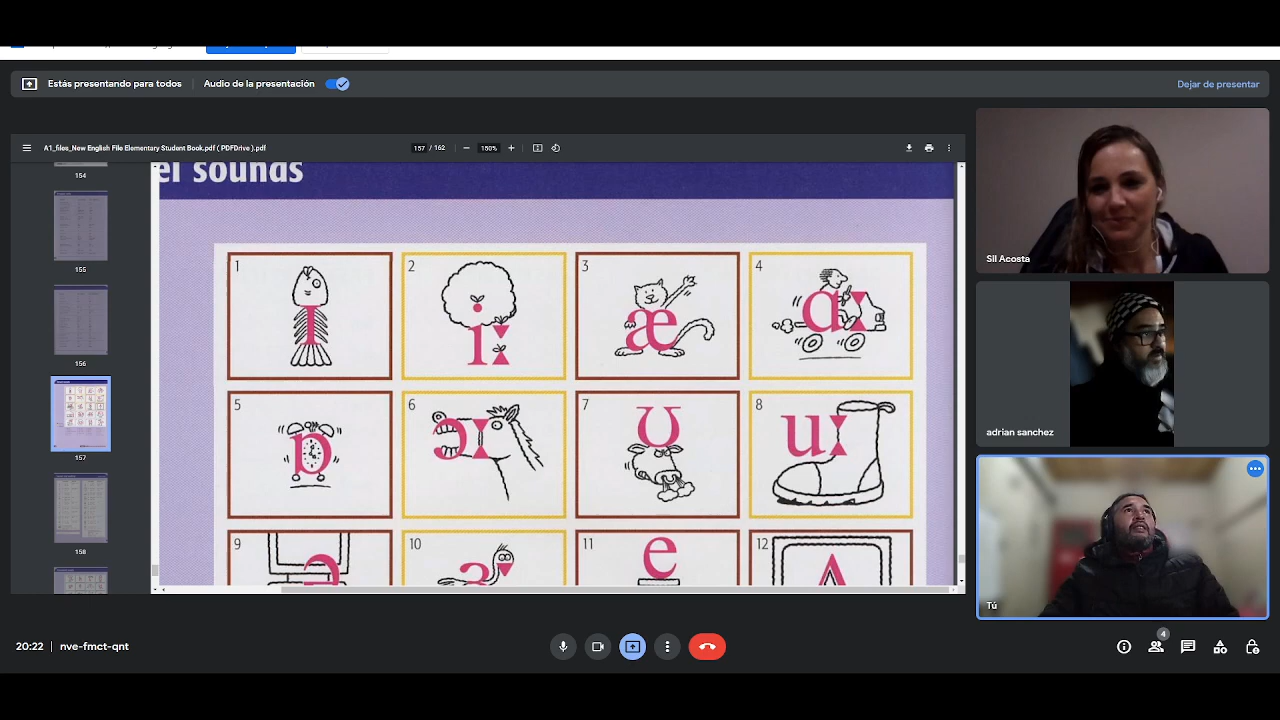 Estás presentando para todos
Audio de la presentación
Dejar de presentar
A1_files_New English File Elementary Student Book.pdf ( PDFDrive ).pdf
157 / 162
150%
154
155
156
157
158
el sounds
1
ɪ
2
iː
3
æ
4
ɑː
5
ɒ
6
ɔː
7
ʊ
8
uː
9
ə
10
11
e
12
Sil Acosta
adrian sanchez
Tú
20:22
nve-fmct-qnt
4